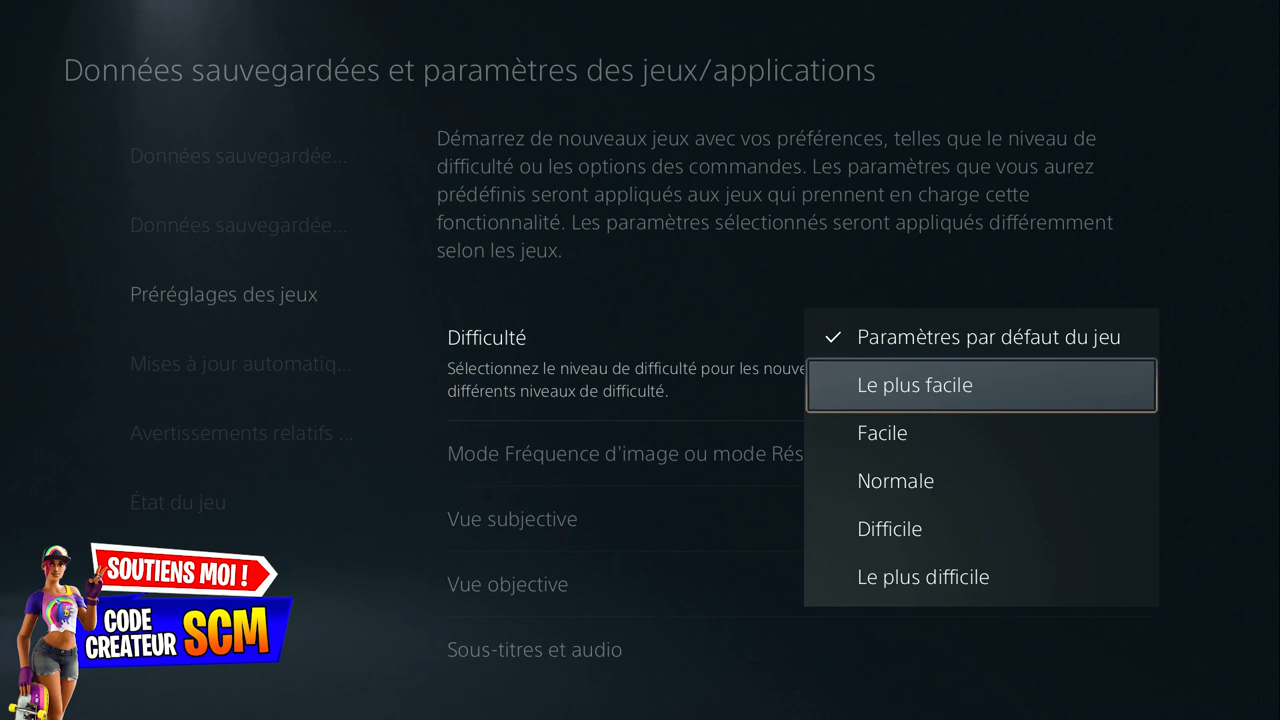 Données sauvegardées et paramètres des jeux/applications
Données sauvegardée...
Données sauvegardée...
Préréglages des jeux
Mises à jour automatiq...
Avertissements relatifs ...
État du jeu
Démarrez de nouveaux jeux avec vos préférences, telles que le niveau de
difficulté ou les options des commandes. Les paramètres que vous aurez
prédéfinis seront appliqués aux jeux qui prennent en charge cette
fonctionnalité. Les paramètres sélectionnés seront appliqués différemment
selon les jeux.
Difficulté
Sélectionnez le niveau de difficulté pour les nouve
différents niveaux de difficulté.
Mode Fréquence d'image ou mode Rés
Vue subjective
Vue objective
Sous-titres et audio
Paramètres par défaut du jeu
Le plus facile
Facile
Normale
Difficile
Le plus difficile
SOUTIENS MOI !
CODE
CREATEUR SCM